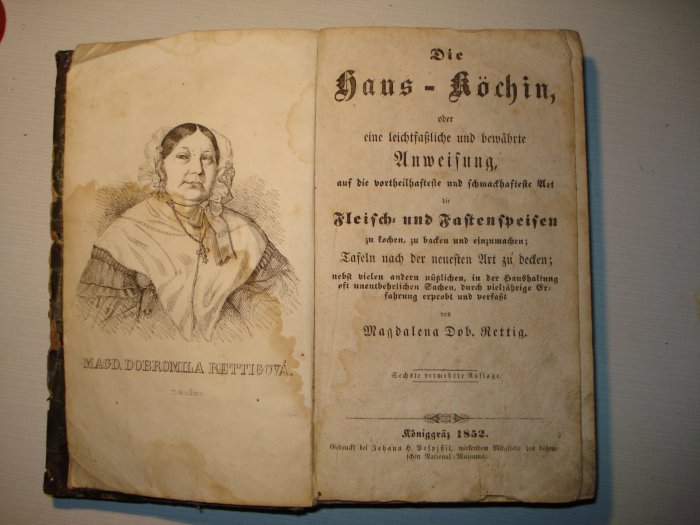 MAGD. DOBROMILA RETTIGOVÁ.
Die
Haus-Köchin,
oder
eine leichtfaßliche und bewährte
Anweisung,
auf die vortheilhafteste und schmackhafteste Art
die
Fleisch- und Fastenspeisen
zu kochen, zu backen und einzumachen;
Tafeln nach der neuesten Art zu decken;
nebst vielen andern nützlichen, in der Haushaltung
oft unentbehrlichen Sachen, durch vieljährige Er-
fahrung erprobt und verfaßt
von
Magdalena Dob. Rettig.
Sechste vermehrte Auflage.
Königgräz 1852.
Gedruckt bei Johann H. Pospjßil, wirkendem Mitgliede des böhmi-
schen National-Museums.